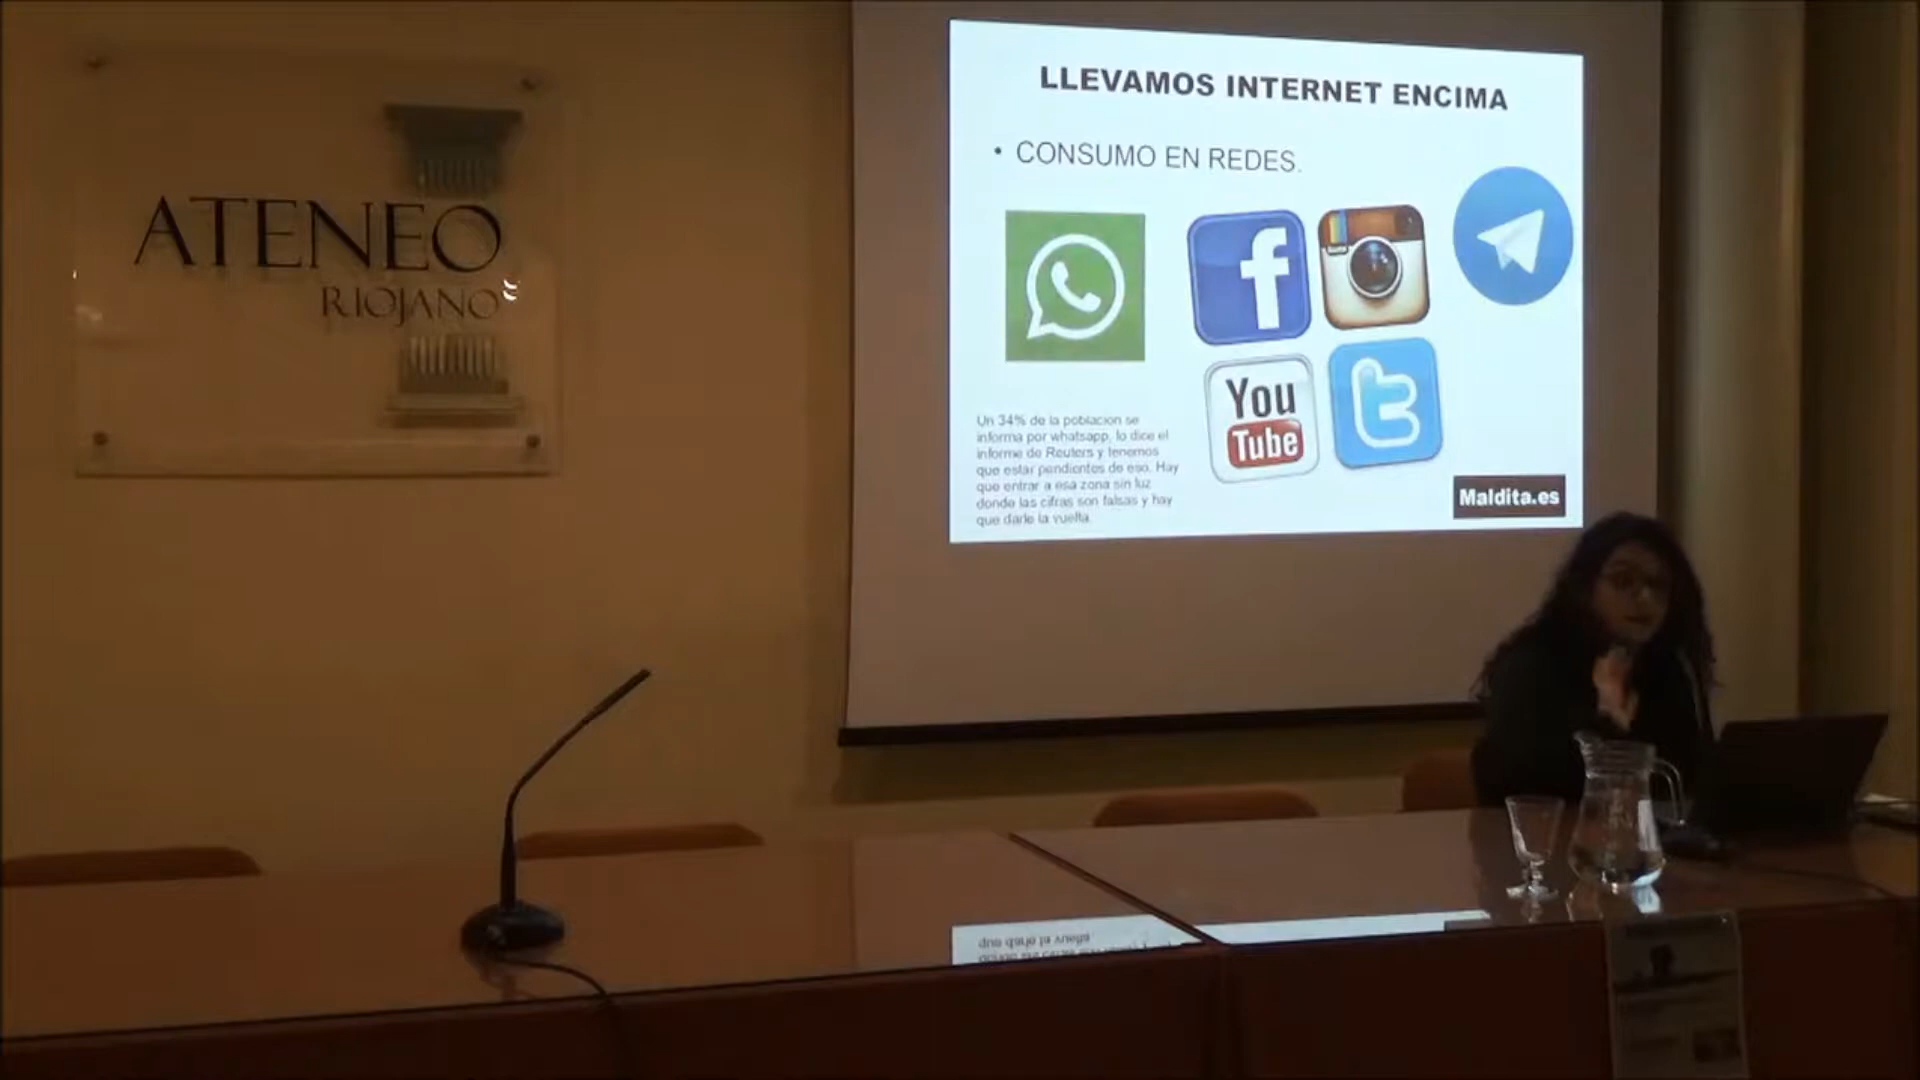 ATENEO
RIOJANO
LLEVAMOS INTERNET ENCIMA
• CONSUMO EN REDES.
You
Tube
Un 34% de la poblacion se
informa por whatsapp, lo dice el
informe de Reuters y tenemos
que estar pendientes de eso. Hay
que entrar a esa zona sin luz
donde las cifras son falsas y hay
que darle la vuelta
Maldita.es